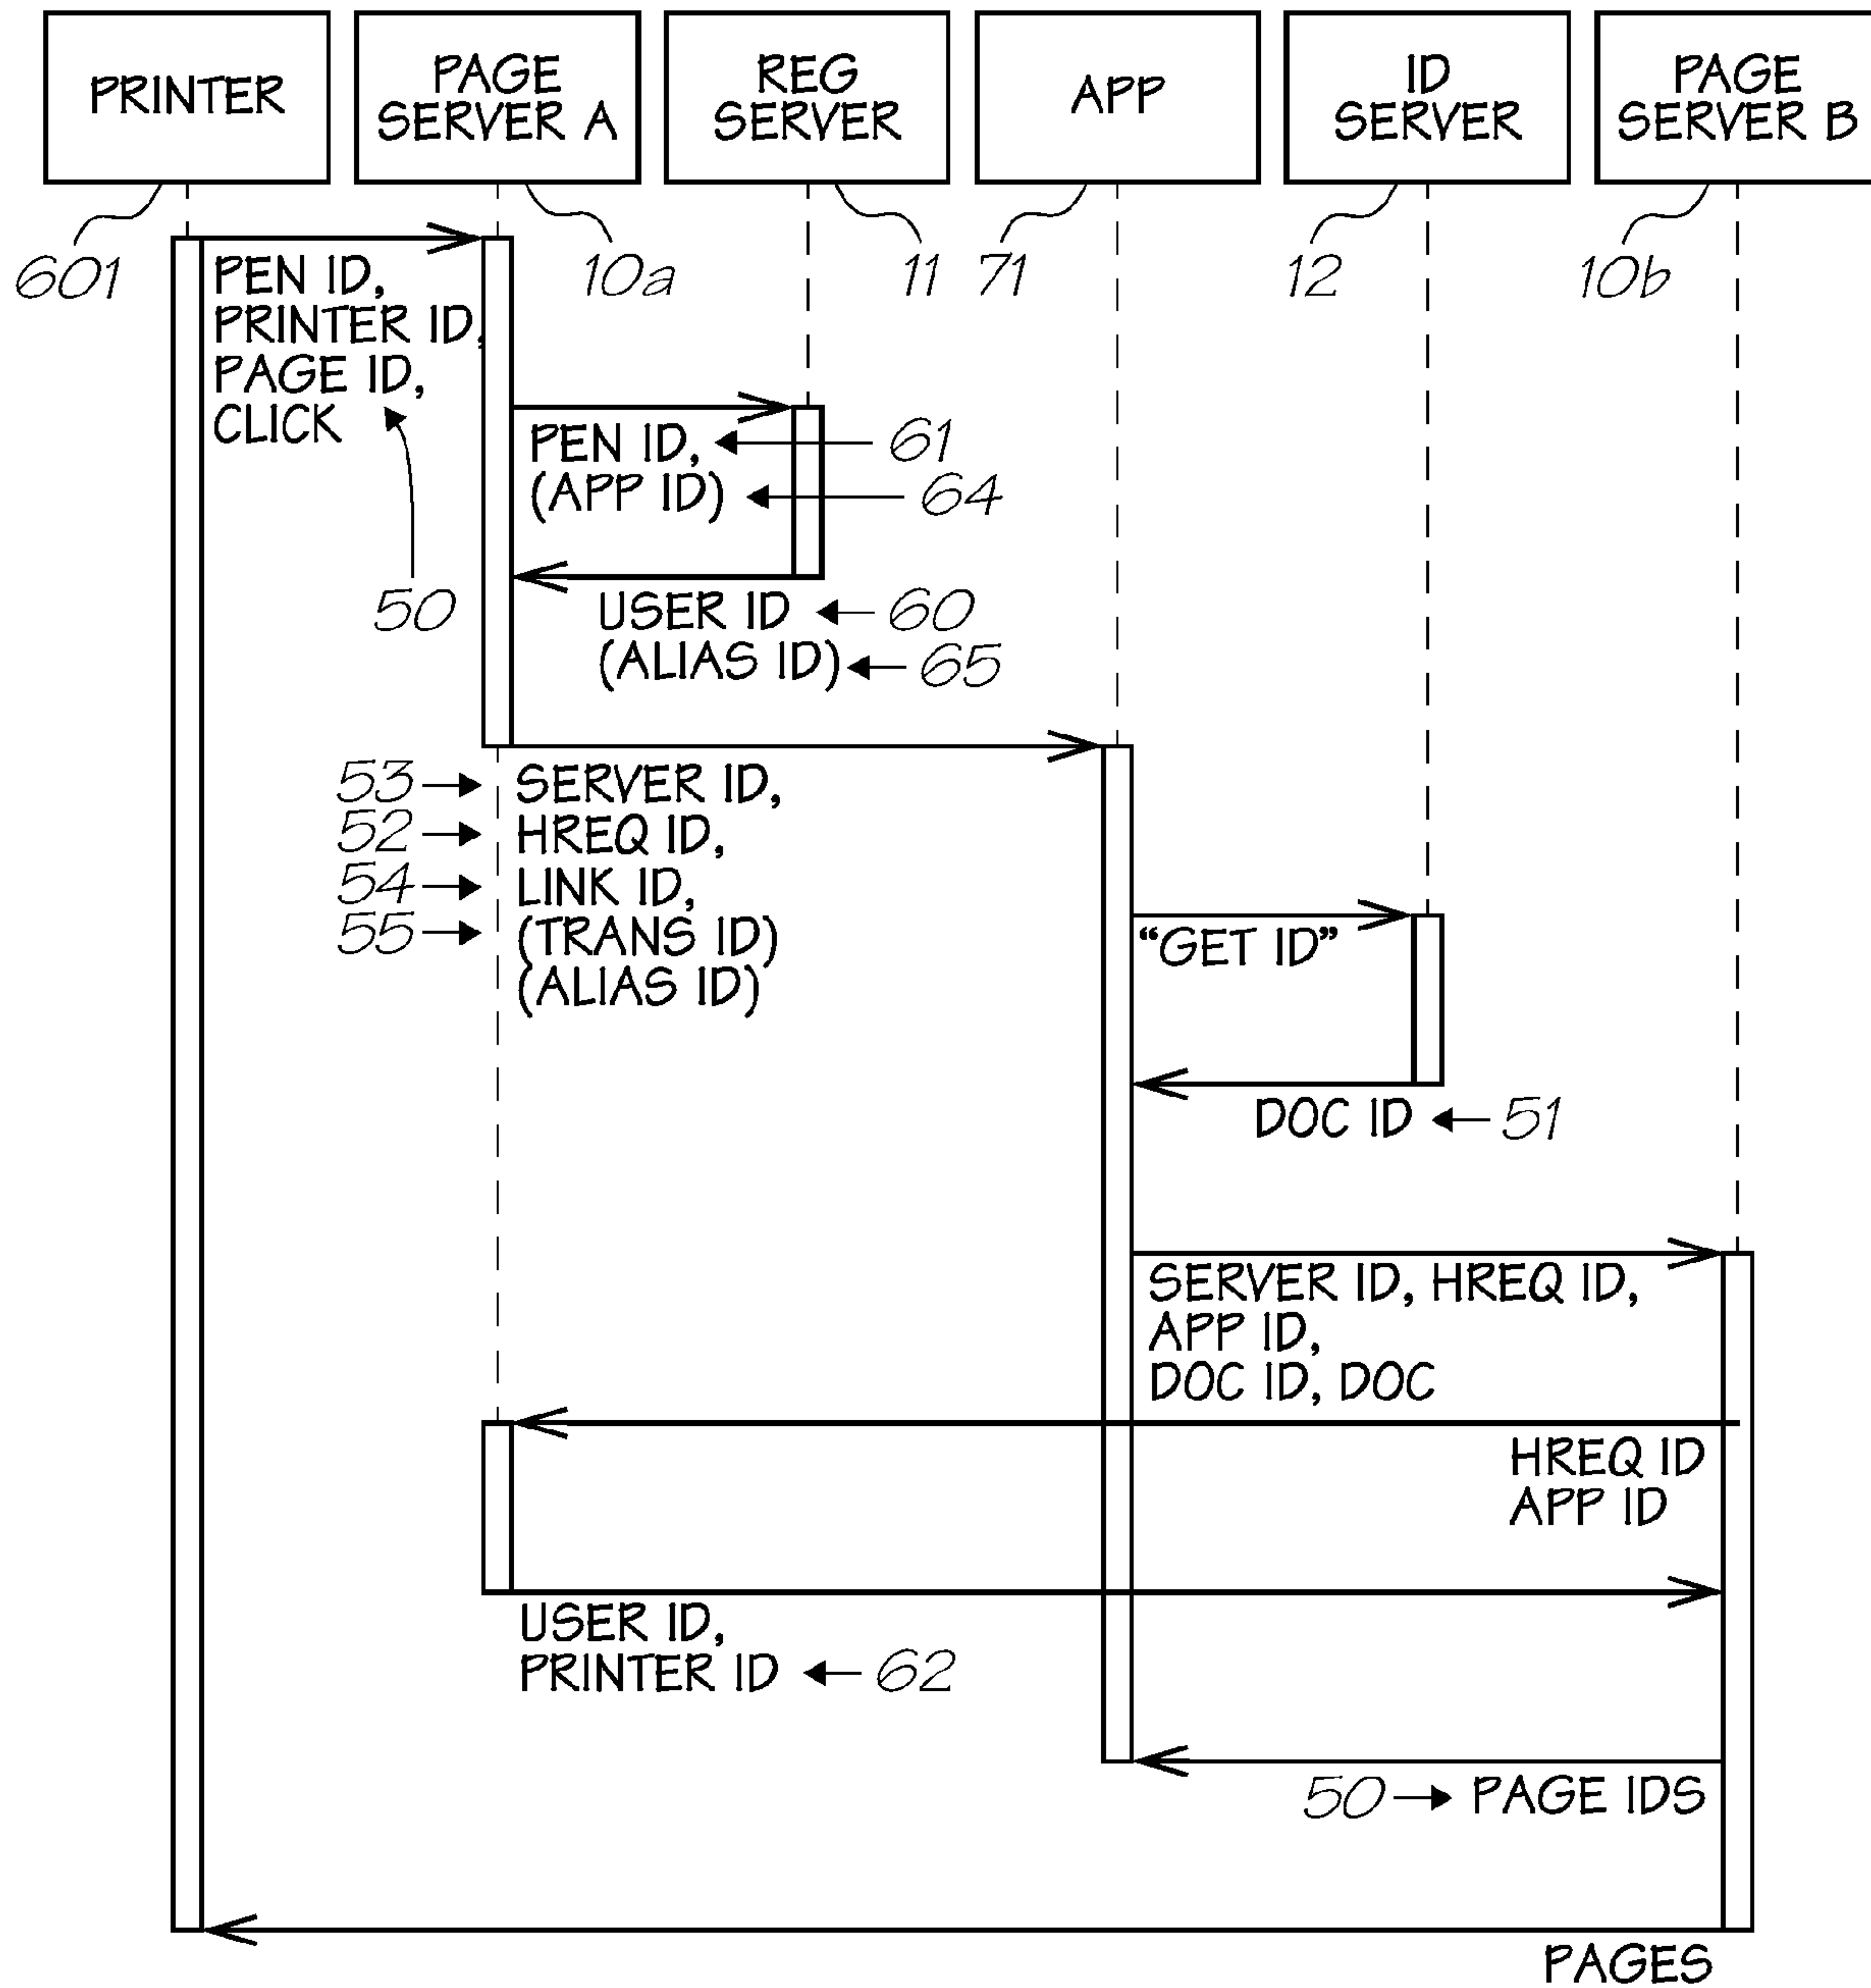 PRINTER
PAGE
SERVER A
REG
SERVER
APP
ID
SERVER
PAGE
SERVER B
601
10a
11
71
12
10b
PEN ID,
PRINTER ID,
PAGE ID,
CLICK
50
PEN ID,
61
(APP ID)
64
USER ID
60
(ALIAS ID)
65
53
SERVER ID,
52
HREQ ID,
54
LINK ID,
55
(TRANS ID)
(ALIAS ID)
“GET ID”
DOC ID
51
SERVER ID, HREQ ID,
APP ID,
DOC ID, DOC
HREQ ID
APP ID
USER ID,
PRINTER ID
62
50
PAGE IDS
PAGES